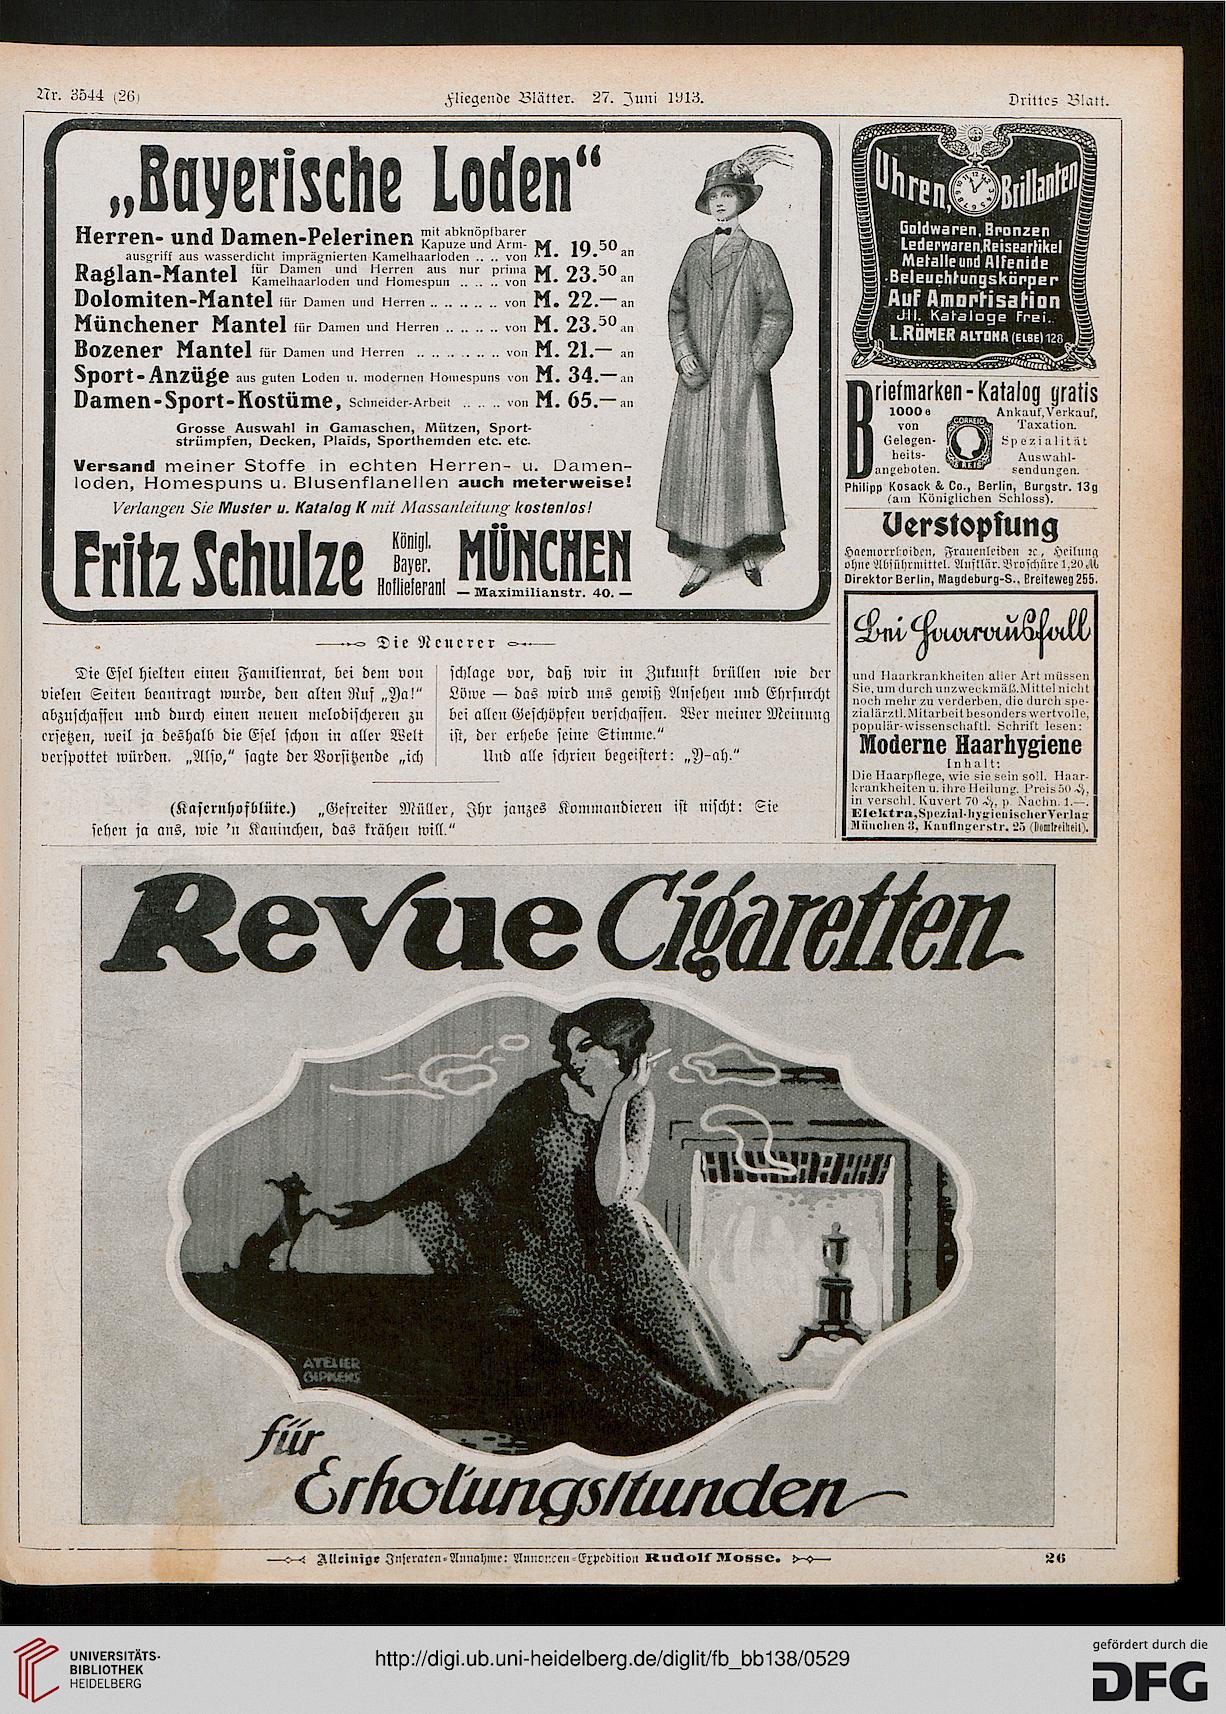 Nr. 3544 (26)
Fliegende Blätter. 27. Juni 1913.
Drittes Blatt.
„Bayerische Loden“
Herren- und Damen-Pelerinen mit abknöpfbarer
Kapuze und Arm-
ausgriff aus wasserdicht imprägnierten Kamelhaarloden .. .. von M. 19.50 an
Raglan-Mantel für Damen und Herren aus nur prima
Kamelhaarloden und Homespun .. .. .. von M. 23.50 an
Dolomiten-Mantel für Damen und Herren .. .. .. .. .. von M. 22.— an
Münchener Mantel für Damen und Herren .. .. .. .. von M. 23.50 an
Bozener Mantel für Damen und Herren .. .. .. .. .. .. von M. 21.— an
Sport-Anzüge aus guten Loden u. modernen Homespuns von M. 34.— an
Damen-Sport-Kostüme, Schneider-Arbeit .. .. .. von M. 65.— an
Grosse Auswahl in Gamaschen, Mützen, Sport-
strümpfen, Decken, Plaids, Sporthemden etc. etc.
Versand meiner Stoffe in echten Herren- u. Damen-
loden, Homespuns u. Blusenflanellen auch meterweise!
Verlangen Sie Muster u. Katalog K mit Massanleitung kostenlos!
Fritz Schulze Königl. Bayer. Hoflieferant MÜNCHEN
— Maximilianstr. 40. —
Die Neuerer
Die Esel hielten einen Familienrat, bei dem von
vielen Seiten beantragt wurde, den alten Ruf „Ya!“
abzuschaffen und durch einen neuen melodischeren zu
ersetzen, weil ja deshalb die Esel schon in aller Welt
verspottet würden. „Also,“ sagte der Vorsitzende „ich
schlage vor, daß wir in Zukunft brüllen wie der
Löwe — das wird uns gewiß Ansehen und Ehrfurcht
bei allen Geschöpfen verschaffen. Wer meiner Meinung
ist, der erhebe seine Stimme.“
Und alle schrien begeistert: „Y-ah.“
(Kasernhofblüte.) „Gefreiter Müller, Ihr janzes Kommandieren ist nischt: Sie
sehen ja aus, wie ’n Kaninchen, das krähen will.“
Uhren, Brillanten
Goldwaren, Bronzen
Lederwaren, Reiseartikel
Metalle und Alfenide
Beleuchtungskörper
Auf Amortisation
Jll. Kataloge frei..
L. RÖMER ALTONA (ELBE) 128
Briefmarken-Katalog gratis
1000e
von
Gelegen-
heits-
angeboten.
CORREIO
REIS
Ankauf, Verkauf,
Taxation.
Spezialität
Auswahl-
sendungen.
Philipp Kosack & Co., Berlin, Burgstr. 13g
(am Königlichen Schloss).
Verstopfung
Haemorrhoiden, Frauenleiden ꝛc., Heilung
ohne Abführmittel. Aufklär. Broschüre 1,20 ℳ
Direktor Berlin, Magdeburg-S., Breiteweg 255.
Bei Haarausfall
und Haarkrankheiten aller Art müssen
Sie, um durch unzweckmäß. Mittel nicht
noch mehr zu verderben, die durch spe-
zialärztl. Mitarbeit besonders wertvolle,
populär-wissenschaftl. Schrift lesen:
Moderne Haarhygiene
Inhalt:
Die Haarpflege, wie sie sein soll. Haar-
krankheiten u. ihre Heilung. Preis 50 ₰,
in verschl. Kuvert 70 ₰, p. Nachn. 1.—.
Elektra, Spezial-hygienischer Verlag
München 3, Kaufingerstr. 25 (Domfreiheit).
Revue Cigaretten
ATELIER
GIPKENS
für
Erholungsstunden
Alleinige Inseraten-Annahme: Annoncen-Expedition Rudolf Mosse.
26
UNIVERSITÄTS-
BIBLIOTHEK
HEIDELBERG
http://digi.ub.uni-heidelberg.de/diglit/fb_bb138/0529
gefördert durch die
DFG